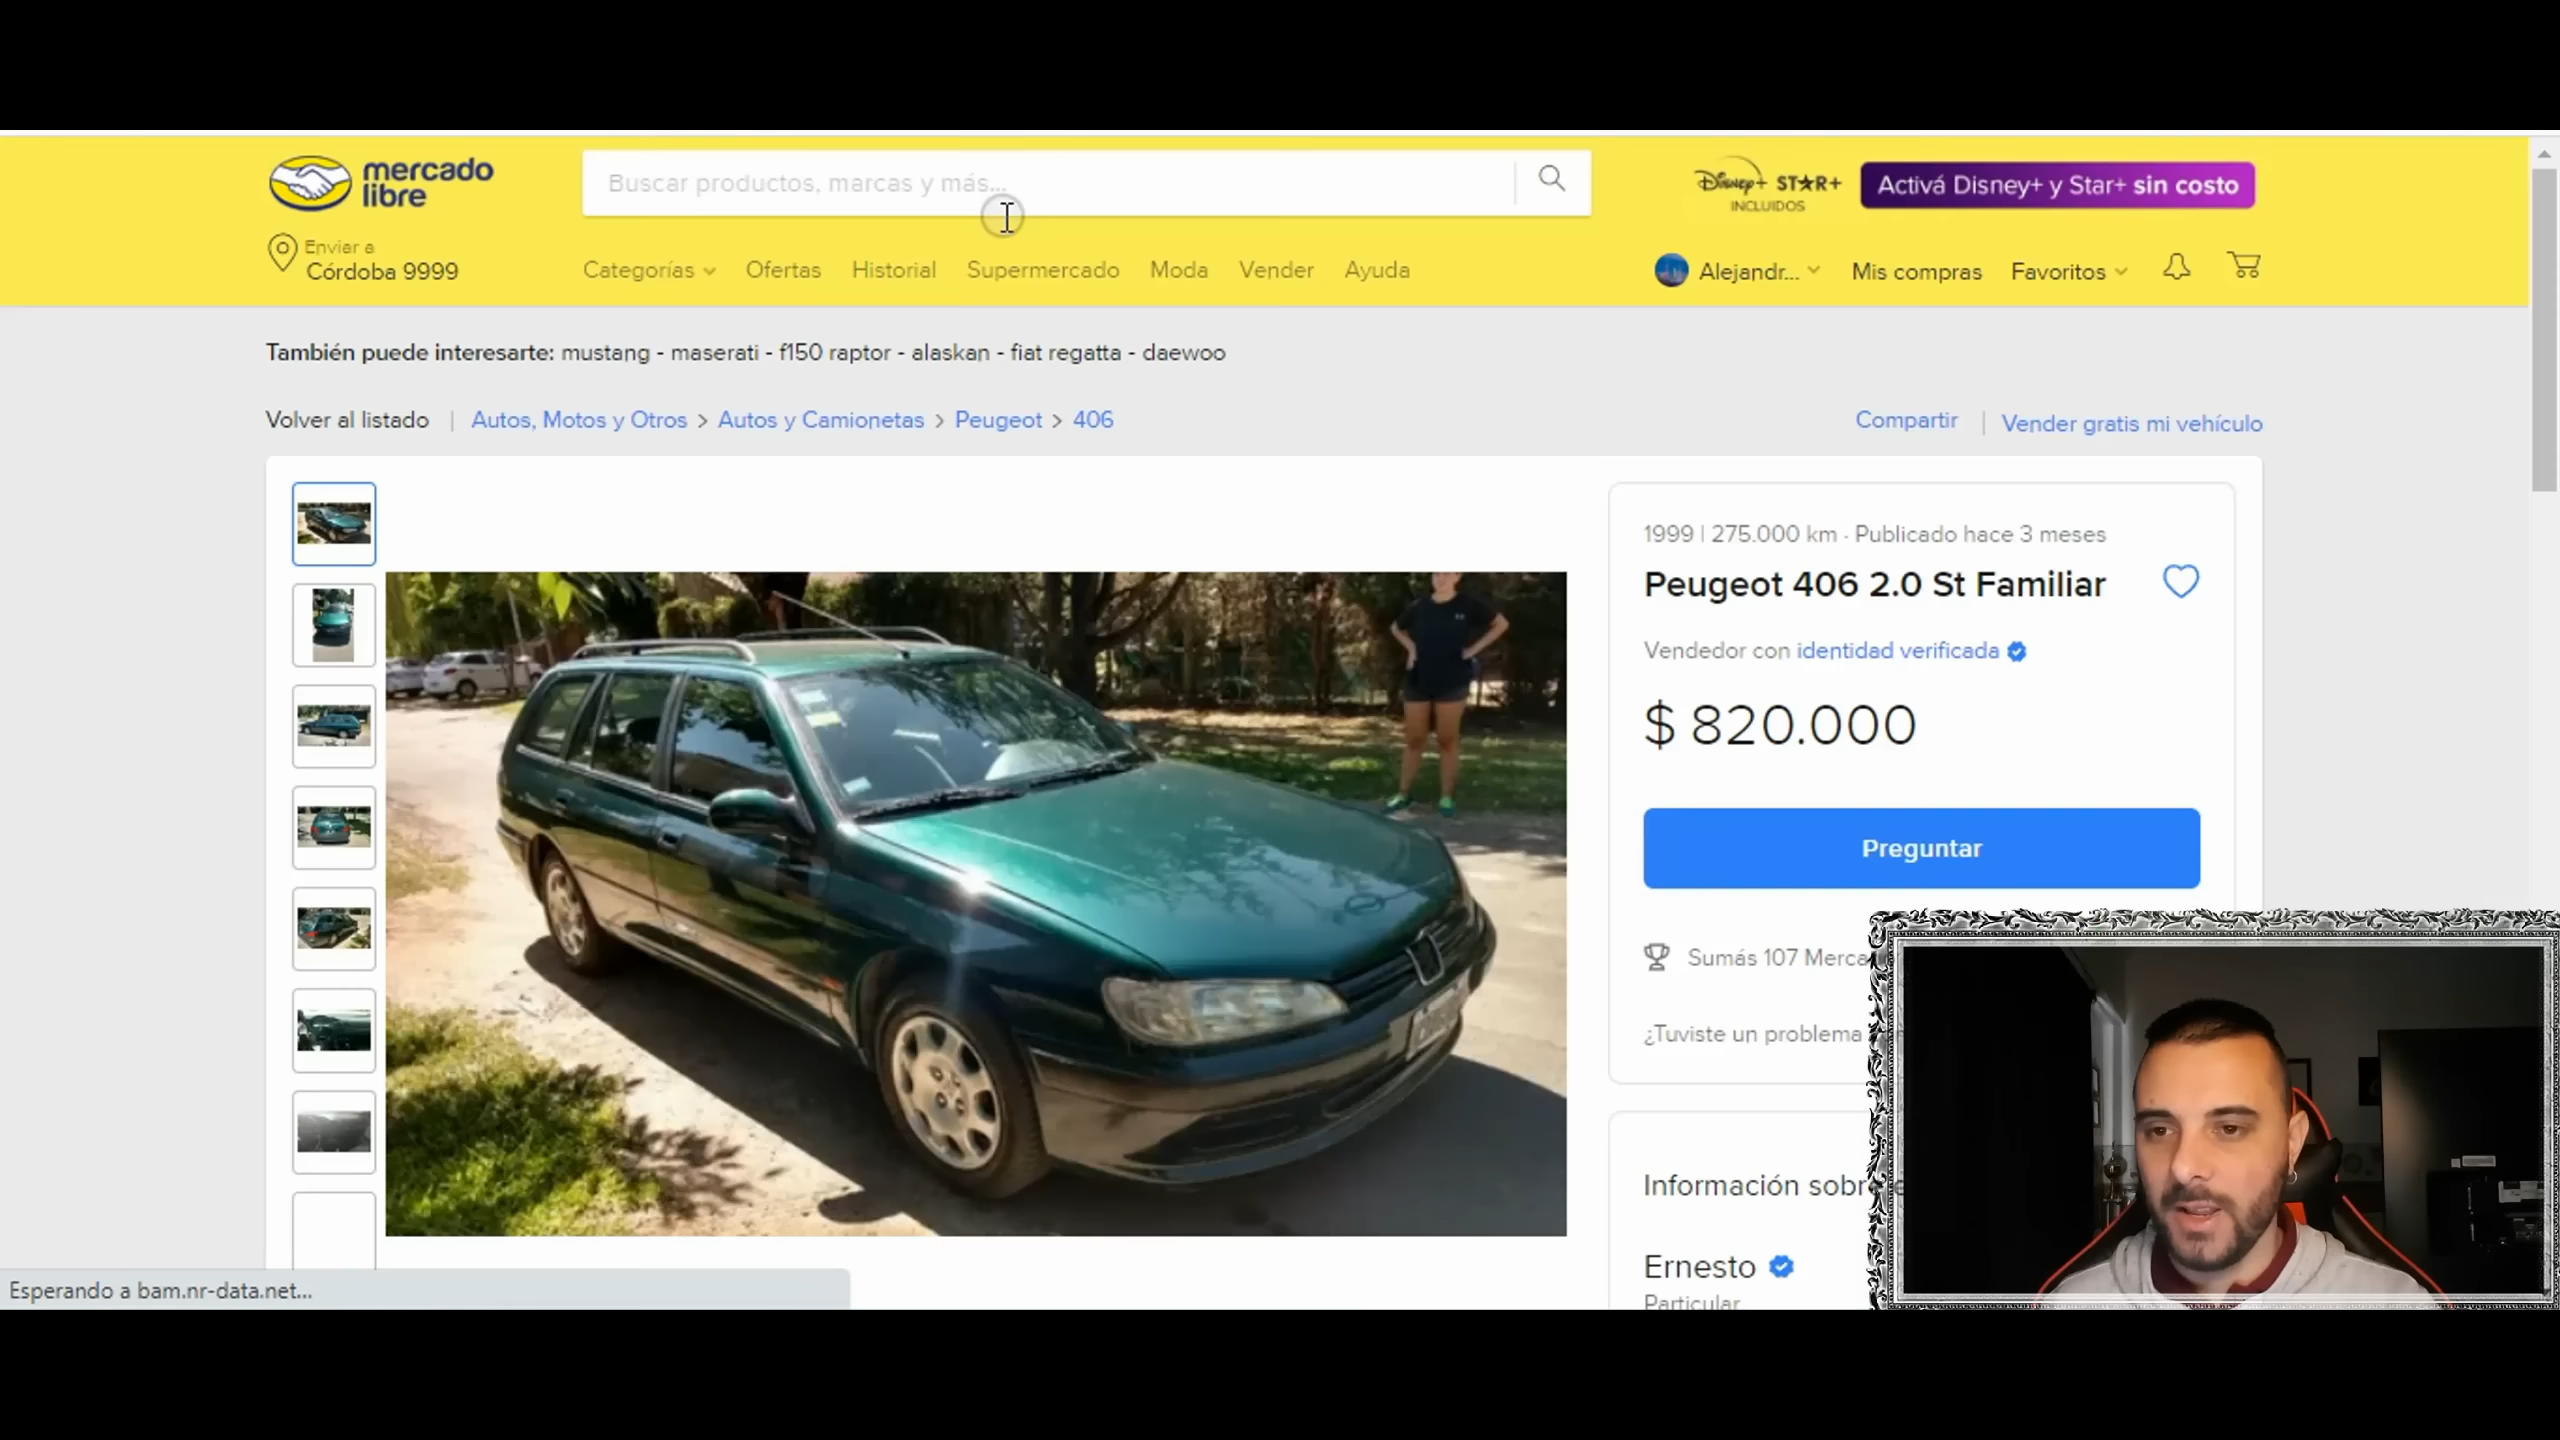 mercado
libre
Buscar productos, marcas y más...
Disney+ STAR+
INCLUIDOS
Activá Disney+ y Star+ sin costo
Enviar a
Córdoba 9999
Categorías Ofertas Historial Supermercado Moda Vender Ayuda
Alejandr... Mis compras Favoritos
También puede interesarte: mustang - maserati - f150 raptor - alaskan - fiat regatta - daewoo
Volver al listado | Autos, Motos y Otros > Autos y Camionetas > Peugeot > 406
Compartir | Vender gratis mi vehículo
1999 | 275.000 km · Publicado hace 3 meses
Peugeot 406 2.0 St Familiar
Vendedor con identidad verificada
$ 820.000
Preguntar
Sumás 107 Merca
¿Tuviste un problema
Información sobr
Ernesto
Particular
Esperando a bam.nr-data.net...